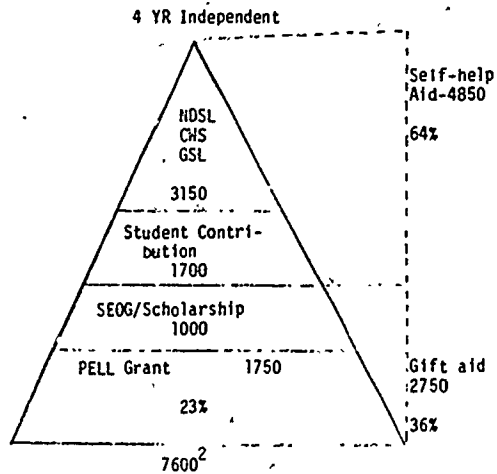 4 YR Independent
Self-help
Aid-4850
64%
NDSL
CWS
GSL
3150
Student Contri-
bution
1700
SEOG/Scholarship
1000
PELL Grant 1750
23%
Gift aid
2750
36%
7600²